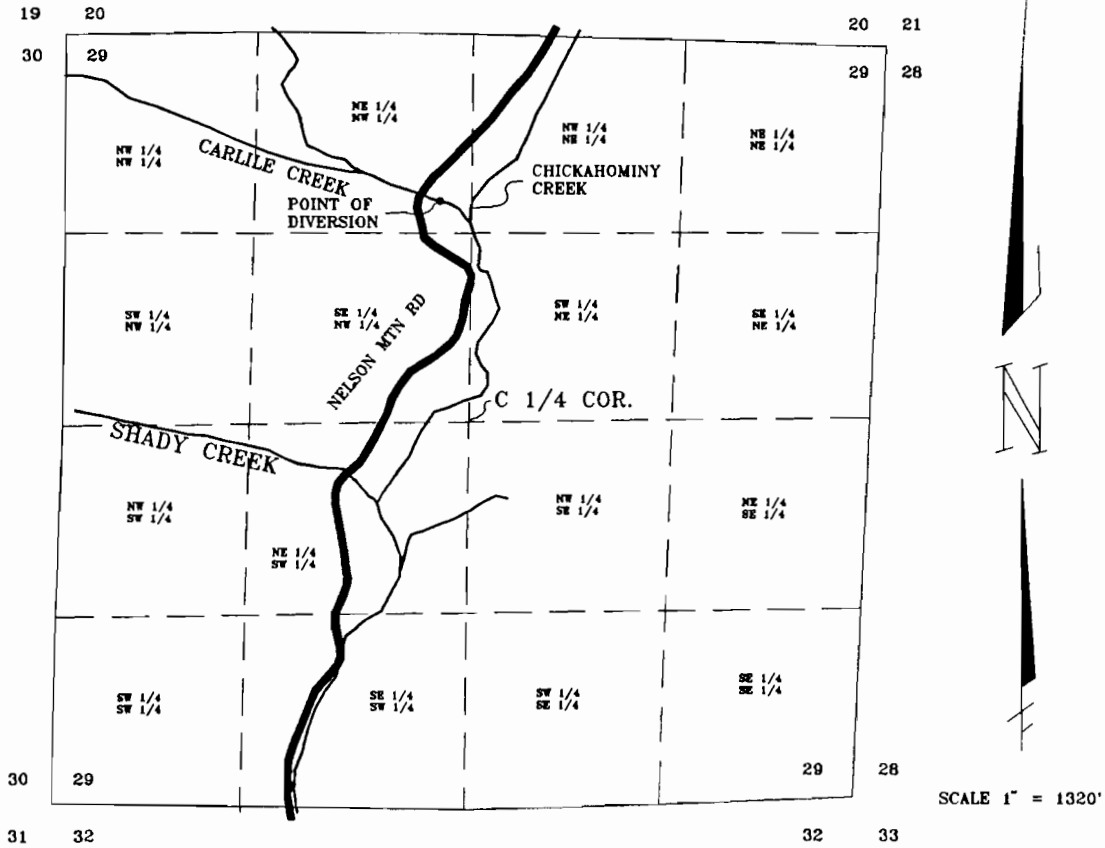 19 20
20 21
30 29
29 28
NE 1/4
NW 1/4
NW 1/4
NE 1/4
NE 1/4
NE 1/4
NW 1/4
NW 1/4
CARLILE CREEK
CHICKAHOMINY
CREEK
POINT OF
DIVERSION
SW 1/4
NW 1/4
SE 1/4
NW 1/4
SW 1/4
NE 1/4
SE 1/4
NE 1/4
NELSON MTN RD
C 1/4 COR.
N
SHADY CREEK
NW 1/4
SW 1/4
NE 1/4
SW 1/4
NW 1/4
SE 1/4
NE 1/4
SE 1/4
SW 1/4
SW 1/4
SE 1/4
SW 1/4
SW 1/4
SE 1/4
SE 1/4
SE 1/4
30 29
29 28
SCALE 1" = 1320'
31 32
32 33